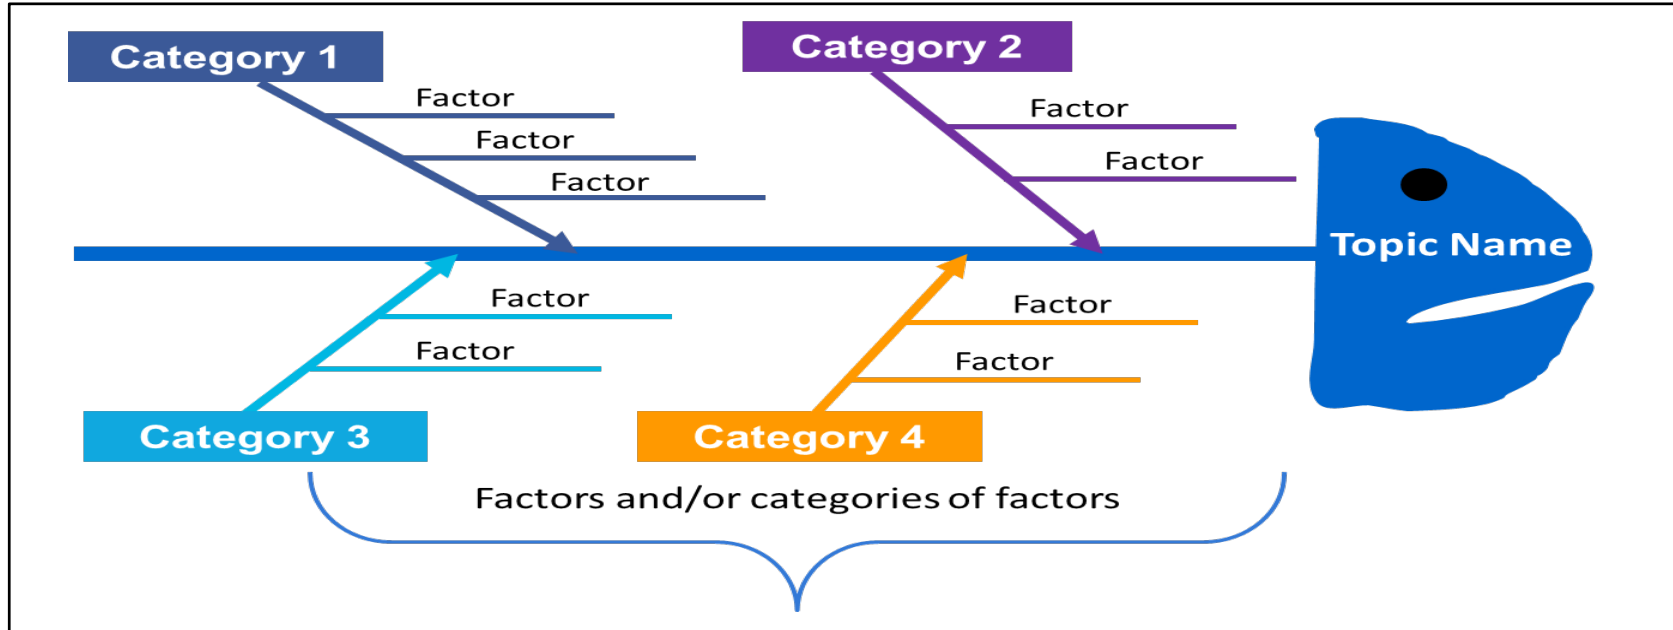 Category 1
Factor
Factor
Factor
Category 2
Factor
Factor
Topic Name
Factor
Factor
Category 3
Factor
Factor
Category 4
Factors and/or categories of factors